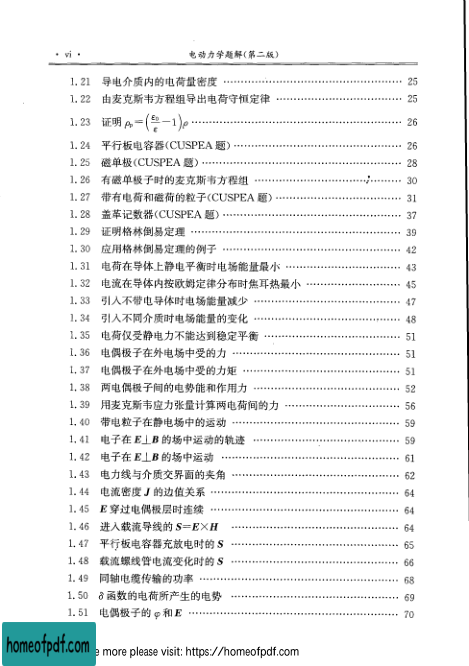 · vi · 电动力学题解(第二版)
1.21 导电介质内的电荷量密度 …… 25
1.22 由麦克斯韦方程组导出电荷守恒定律 …… 25
1.23 证明 ρₚ=(ε₀/ε−1)ρ …… 26
1.24 平行板电容器(CUSPEA 题) …… 26
1.25 磁单极(CUSPEA 题) …… 28
1.26 有磁单极子时的麦克斯韦方程组 …… 30
1.27 带有电荷和磁荷的粒子(CUSPEA 题) …… 31
1.28 盖革记数器(CUSPEA 题) …… 37
1.29 证明格林倒易定理 …… 39
1.30 应用格林倒易定理的例子 …… 42
1.31 电荷在导体上静电平衡时电场能量最小 …… 43
1.32 电流在导体内按欧姆定律分布时焦耳热最小 …… 45
1.33 引入不带电导体时电场能量减少 …… 47
1.34 引入不同介质时电场能量的变化 …… 48
1.35 电荷仅受静电力不能达到稳定平衡 …… 51
1.36 电偶极子在外电场中受的力 …… 51
1.37 电偶极子在外电场中受的力矩 …… 51
1.38 两电偶极子间的电势能和作用力 …… 52
1.39 用麦克斯韦应力张量计算两电荷间的力 …… 56
1.40 带电粒子在静电场中的运动 …… 59
1.41 电子在 E⊥B 的场中运动的轨迹 …… 59
1.42 电子在 E⊥B 的场中运动 …… 61
1.43 电力线与介质交界面的夹角 …… 62
1.44 电流密度 J 的边值关系 …… 64
1.45 E 穿过电偶极层时连续 …… 64
1.46 进入载流导线的 S=E×H …… 64
1.47 平行板电容器充放电时的 S …… 65
1.48 载流螺线管电流变化时的 S …… 66
1.49 同轴电缆传输的功率 …… 68
1.50 δ 函数的电荷所产生的电势 …… 69
1.51 电偶极子的 φ 和 E …… 70
homeofpdf.com
e more please visit: https://homeofpdf.com